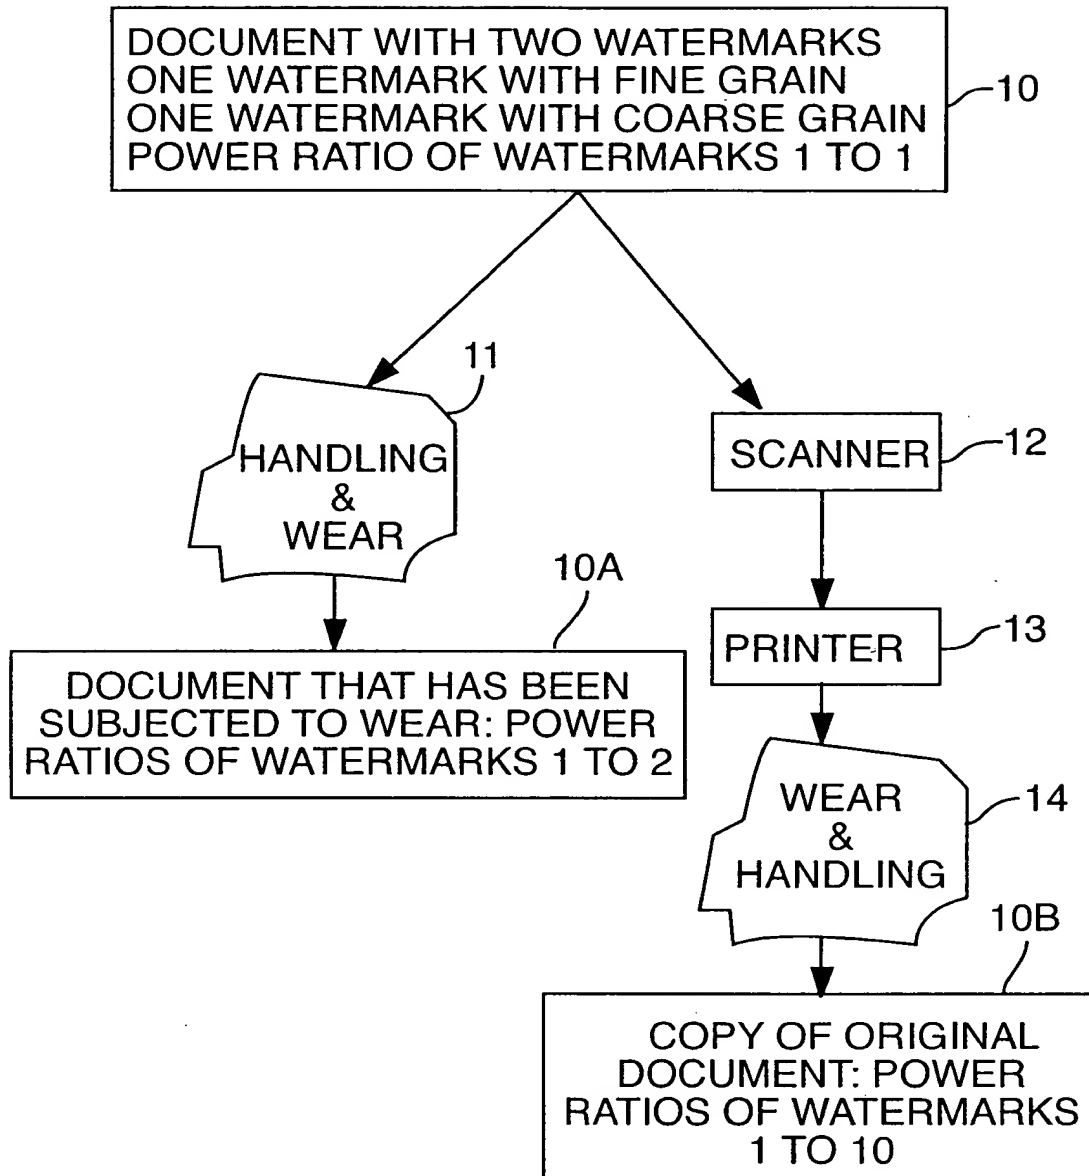 DOCUMENT WITH TWO WATERMARKS
ONE WATERMARK WITH FINE GRAIN
ONE WATERMARK WITH COARSE GRAIN
POWER RATIO OF WATERMARKS 1 TO 1
10
11
HANDLING
&
WEAR
SCANNER
12
10A
PRINTER
13
DOCUMENT THAT HAS BEEN
SUBJECTED TO WEAR: POWER
RATIOS OF WATERMARKS 1 TO 2
WEAR
&
HANDLING
14
10B
COPY OF ORIGINAL
DOCUMENT: POWER
RATIOS OF WATERMARKS
1 TO 10